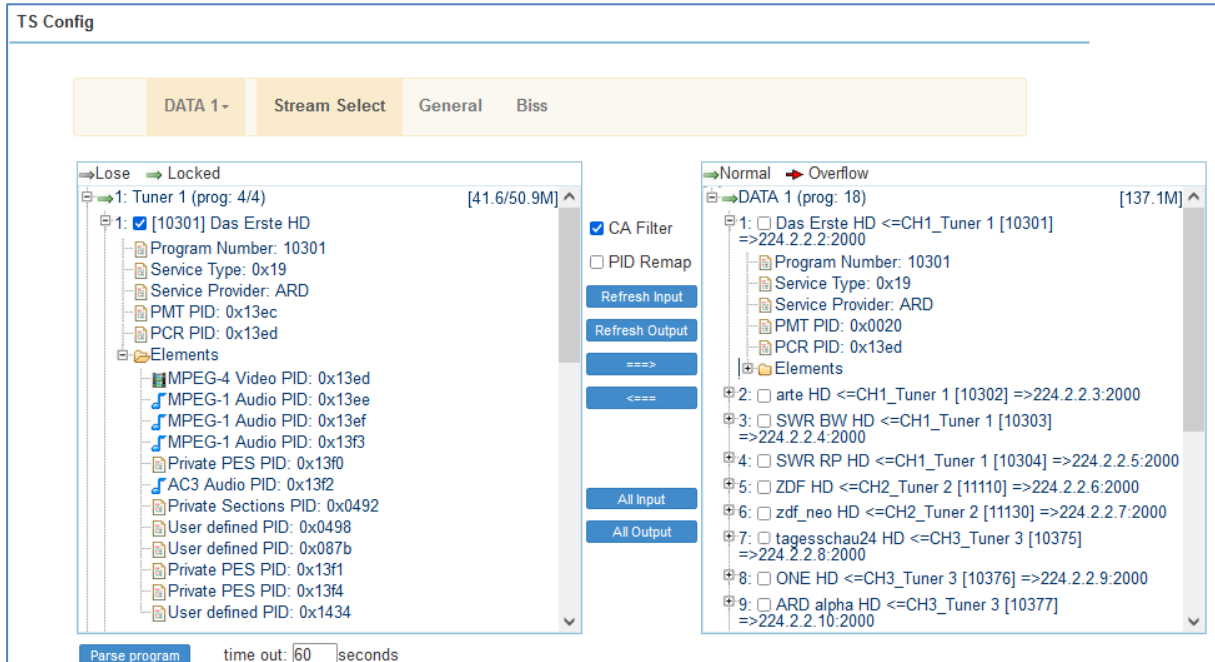 TS Config
DATA 1
Stream Select
General
Biss
Lose
Locked
1: Tuner 1 (prog: 4/4) [41.6/50.9M]
1: [10301] Das Erste HD
Program Number: 10301
Service Type: 0x19
Service Provider: ARD
PMT PID: 0x13ec
PCR PID: 0x13ed
Elements
MPEG-4 Video PID: 0x13ed
MPEG-1 Audio PID: 0x13ee
MPEG-1 Audio PID: 0x13ef
MPEG-1 Audio PID: 0x13f3
Private PES PID: 0x13f0
AC3 Audio PID: 0x13f2
Private Sections PID: 0x0492
User defined PID: 0x0498
User defined PID: 0x087b
Private PES PID: 0x13f1
Private PES PID: 0x13f4
User defined PID: 0x1434
CA Filter
PID Remap
Refresh Input
Refresh Output
===>
<===
All Input
All Output
Normal
Overflow
DATA 1 (prog: 18) [137.1M]
1: Das Erste HD <=CH1_Tuner 1 [10301]
=>224.2.2.2:2000
Program Number: 10301
Service Type: 0x19
Service Provider: ARD
PMT PID: 0x0020
PCR PID: 0x13ed
Elements
2: arte HD <=CH1_Tuner 1 [10302] =>224.2.2.3:2000
3: SWR BW HD <=CH1_Tuner 1 [10303]
=>224.2.2.4:2000
4: SWR RP HD <=CH1_Tuner 1 [10304] =>224.2.2.5:2000
5: ZDF HD <=CH2_Tuner 2 [11110] =>224.2.2.6:2000
6: zdf_neo HD <=CH2_Tuner 2 [11130] =>224.2.2.7:2000
7: tagesschau24 HD <=CH3_Tuner 3 [10375]
=>224.2.2.8:2000
8: ONE HD <=CH3_Tuner 3 [10376] =>224.2.2.9:2000
9: ARD alpha HD <=CH3_Tuner 3 [10377]
=>224.2.2.10:2000
Parse program
time out: 60 seconds